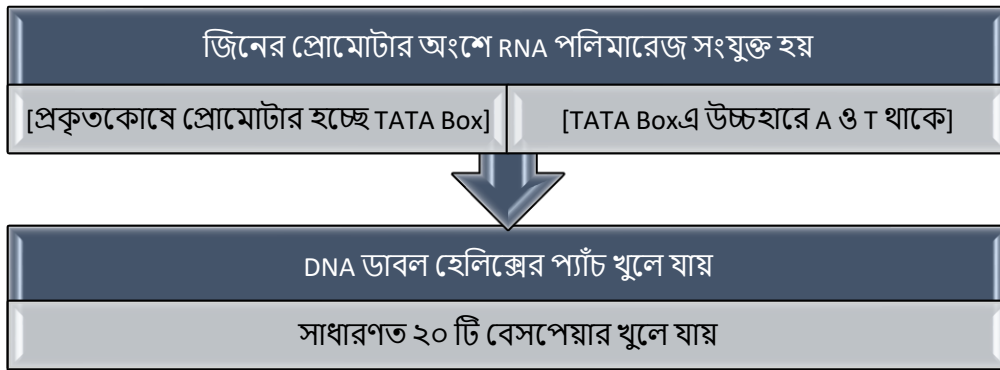 জিনের প্রোমোটার অংশে RNA পলিমারেজ সংযুক্ত হয়
[প্রকৃতকোষে প্রোমোটার হচ্ছে TATA Box]
[TATA Boxএ উচ্চহারে A ও T থাকে]
DNA ডাবল হেলিক্সের প্যাঁচ খুলে যায়
সাধারণত ২০ টি বেসপেয়ার খুলে যায়